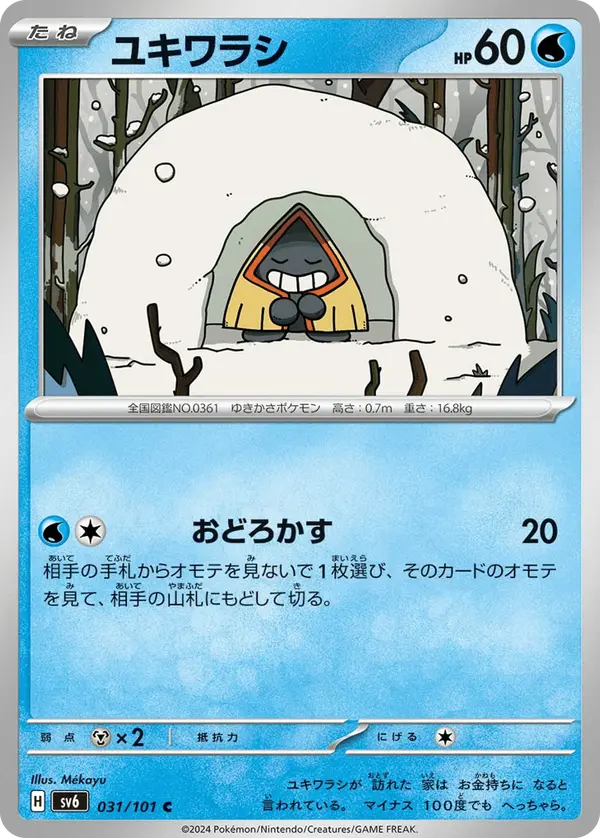 たね ユキワラシ HP60
全国図鑑NO.0361 ゆきかさポケモン 高さ:0.7m 重さ:16.8kg
おどろかす 20
相手の手札からオモテを見ないで1枚選び、そのカードのオモテ
を見て、相手の山札にもどして切る。
弱点 ×2 抵抗力 にげる
Illus. Mékayu
H sv6 031/101 C
ユキワラシが 訪れた 家は お金持ちに なると
言われている。マイナス 100度でも へっちゃら。
©2024 Pokémon/Nintendo/Creatures/GAME FREAK.